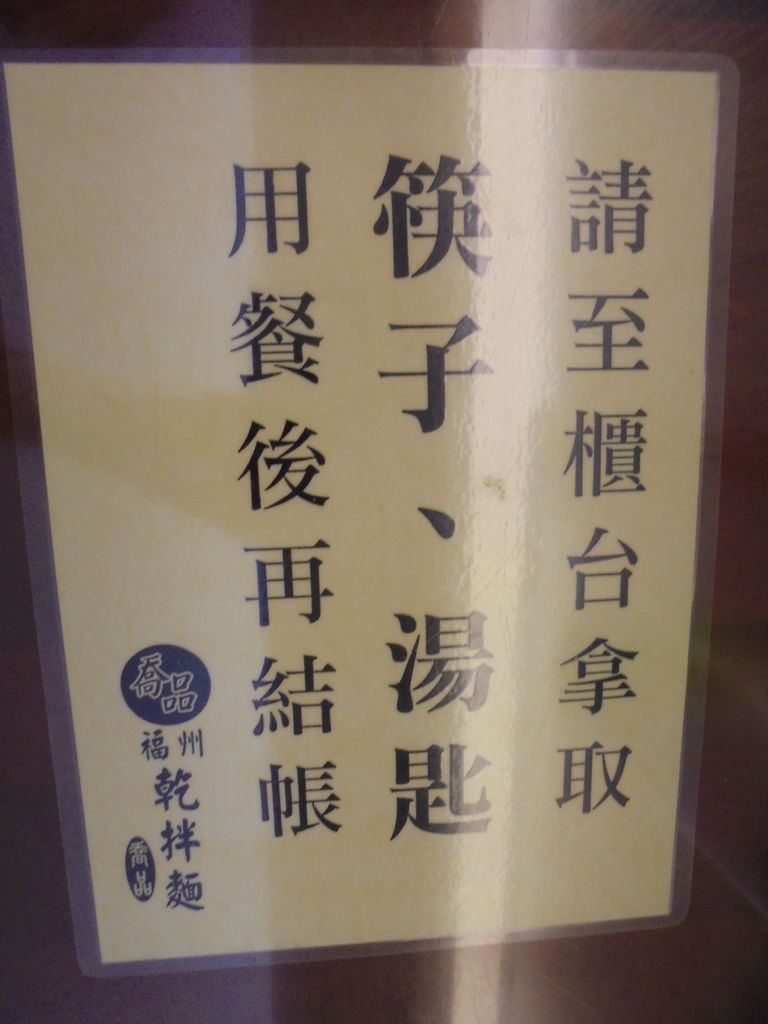 請至櫃台拿取
筷子、湯匙
用餐後再結帳
喬品
福州
乾拌麵
喬品